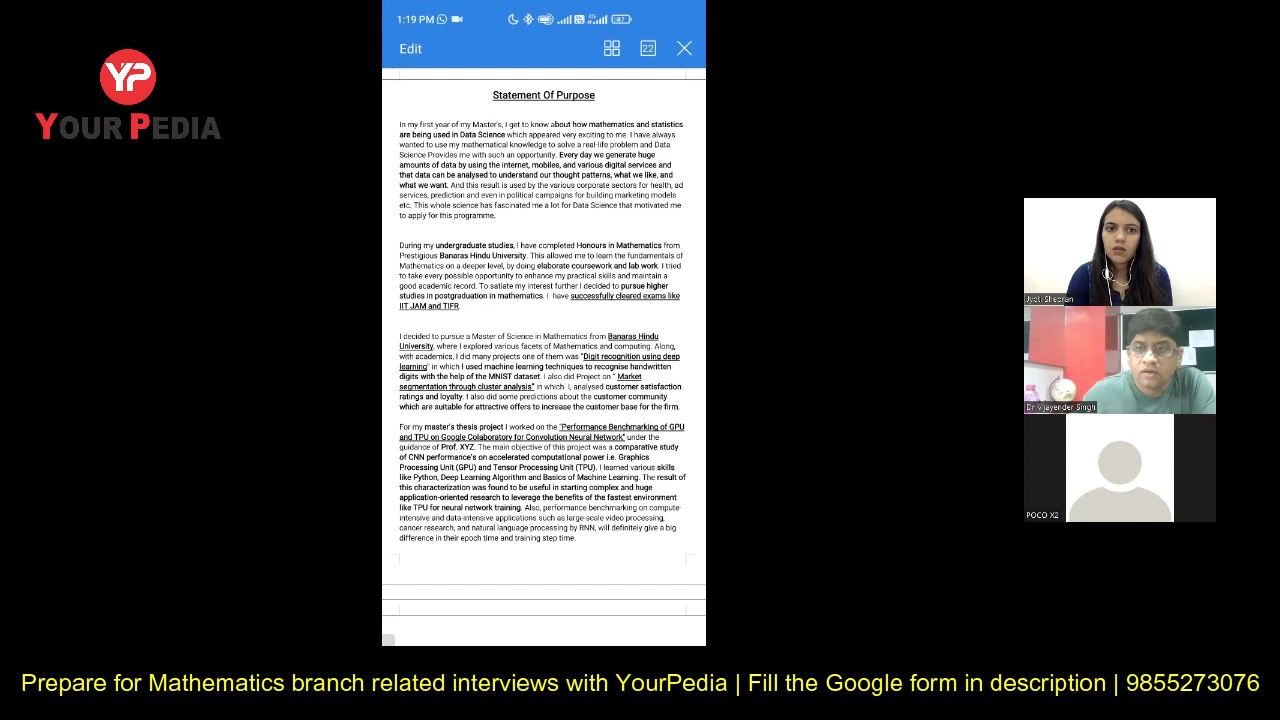 YP
YOUR PEDIA
1:19 PM
4G
47
Edit
22
Statement Of Purpose
In my first year of my Master's, I get to know about how mathematics and statistics
are being used in Data Science which appeared very exciting to me. I have always
wanted to use my mathematical knowledge to solve a real-life problem and Data
Science Provides me with such an opportunity. Every day we generate huge
amounts of data by using the internet, mobiles, and various digital services and
that data can be analysed to understand our thought patterns, what we like, and
what we want. And this result is used by the various corporate sectors for health, ad
services, prediction and even in political campaigns for building marketing models
etc. This whole science has fascinated me a lot for Data Science that motivated me
to apply for this programme.
During my undergraduate studies, I have completed Honours in Mathematics from
Prestigious Banaras Hindu University. This allowed me to learn the fundamentals of
Mathematics on a deeper level, by doing elaborate coursework and lab work. I tried
to take every possible opportunity to enhance my practical skills and maintain a
good academic record. To satiate my interest further I decided to pursue higher
studies in postgraduation in mathematics. I have successfully cleared exams like
IIT JAM and TIFR.
I decided to pursue a Master of Science in Mathematics from Banaras Hindu
University, where I explored various facets of Mathematics and computing. Along,
with academics, I did many projects one of them was "Digit recognition using deep
learning" in which I used machine learning techniques to recognise handwritten
digits with the help of the MNIST dataset. I also did Project on " Market
segmentation through cluster analysis" in which I, analysed customer satisfaction
ratings and loyalty. I also did some predictions about the customer community
which are suitable for attractive offers to increase the customer base for the firm.
For my master's thesis project I worked on the "Performance Benchmarking of GPU
and TPU on Google Colaboratory for Convolution Neural Network" under the
guidance of Prof. XYZ. The main objective of this project was a comparative study
of CNN performance's on accelerated computational power i.e. Graphics
Processing Unit (GPU) and Tensor Processing Unit (TPU). I learned various skills
like Python, Deep Learning Algorithm and Basics of Machine Learning. The result of
this characterization was found to be useful in starting complex and huge
application-oriented research to leverage the benefits of the fastest environment
like TPU for neural network training. Also, performance benchmarking on compute-
intensive and data-intensive applications such as large-scale video processing,
cancer research, and natural language processing by RNN, will definitely give a big
difference in their epoch time and training step time.
Jyoti Sheoran
Dr Vijayender Singh
POCO X2
Prepare for Mathematics branch related interviews with YourPedia | Fill the Google form in description | 9855273076